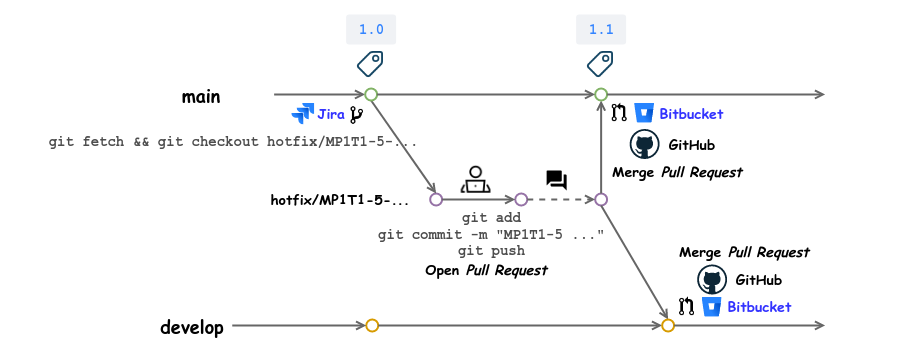 1.0
1.1
main
Jira
Bitbucket
git fetch && git checkout hotfix/MP1T1-5-...
GitHub
Merge Pull Request
hotfix/MP1T1-5-...
git add
git commit -m "MP1T1-5 ..."
git push
Open Pull Request
Merge Pull Request
GitHub
Bitbucket
develop